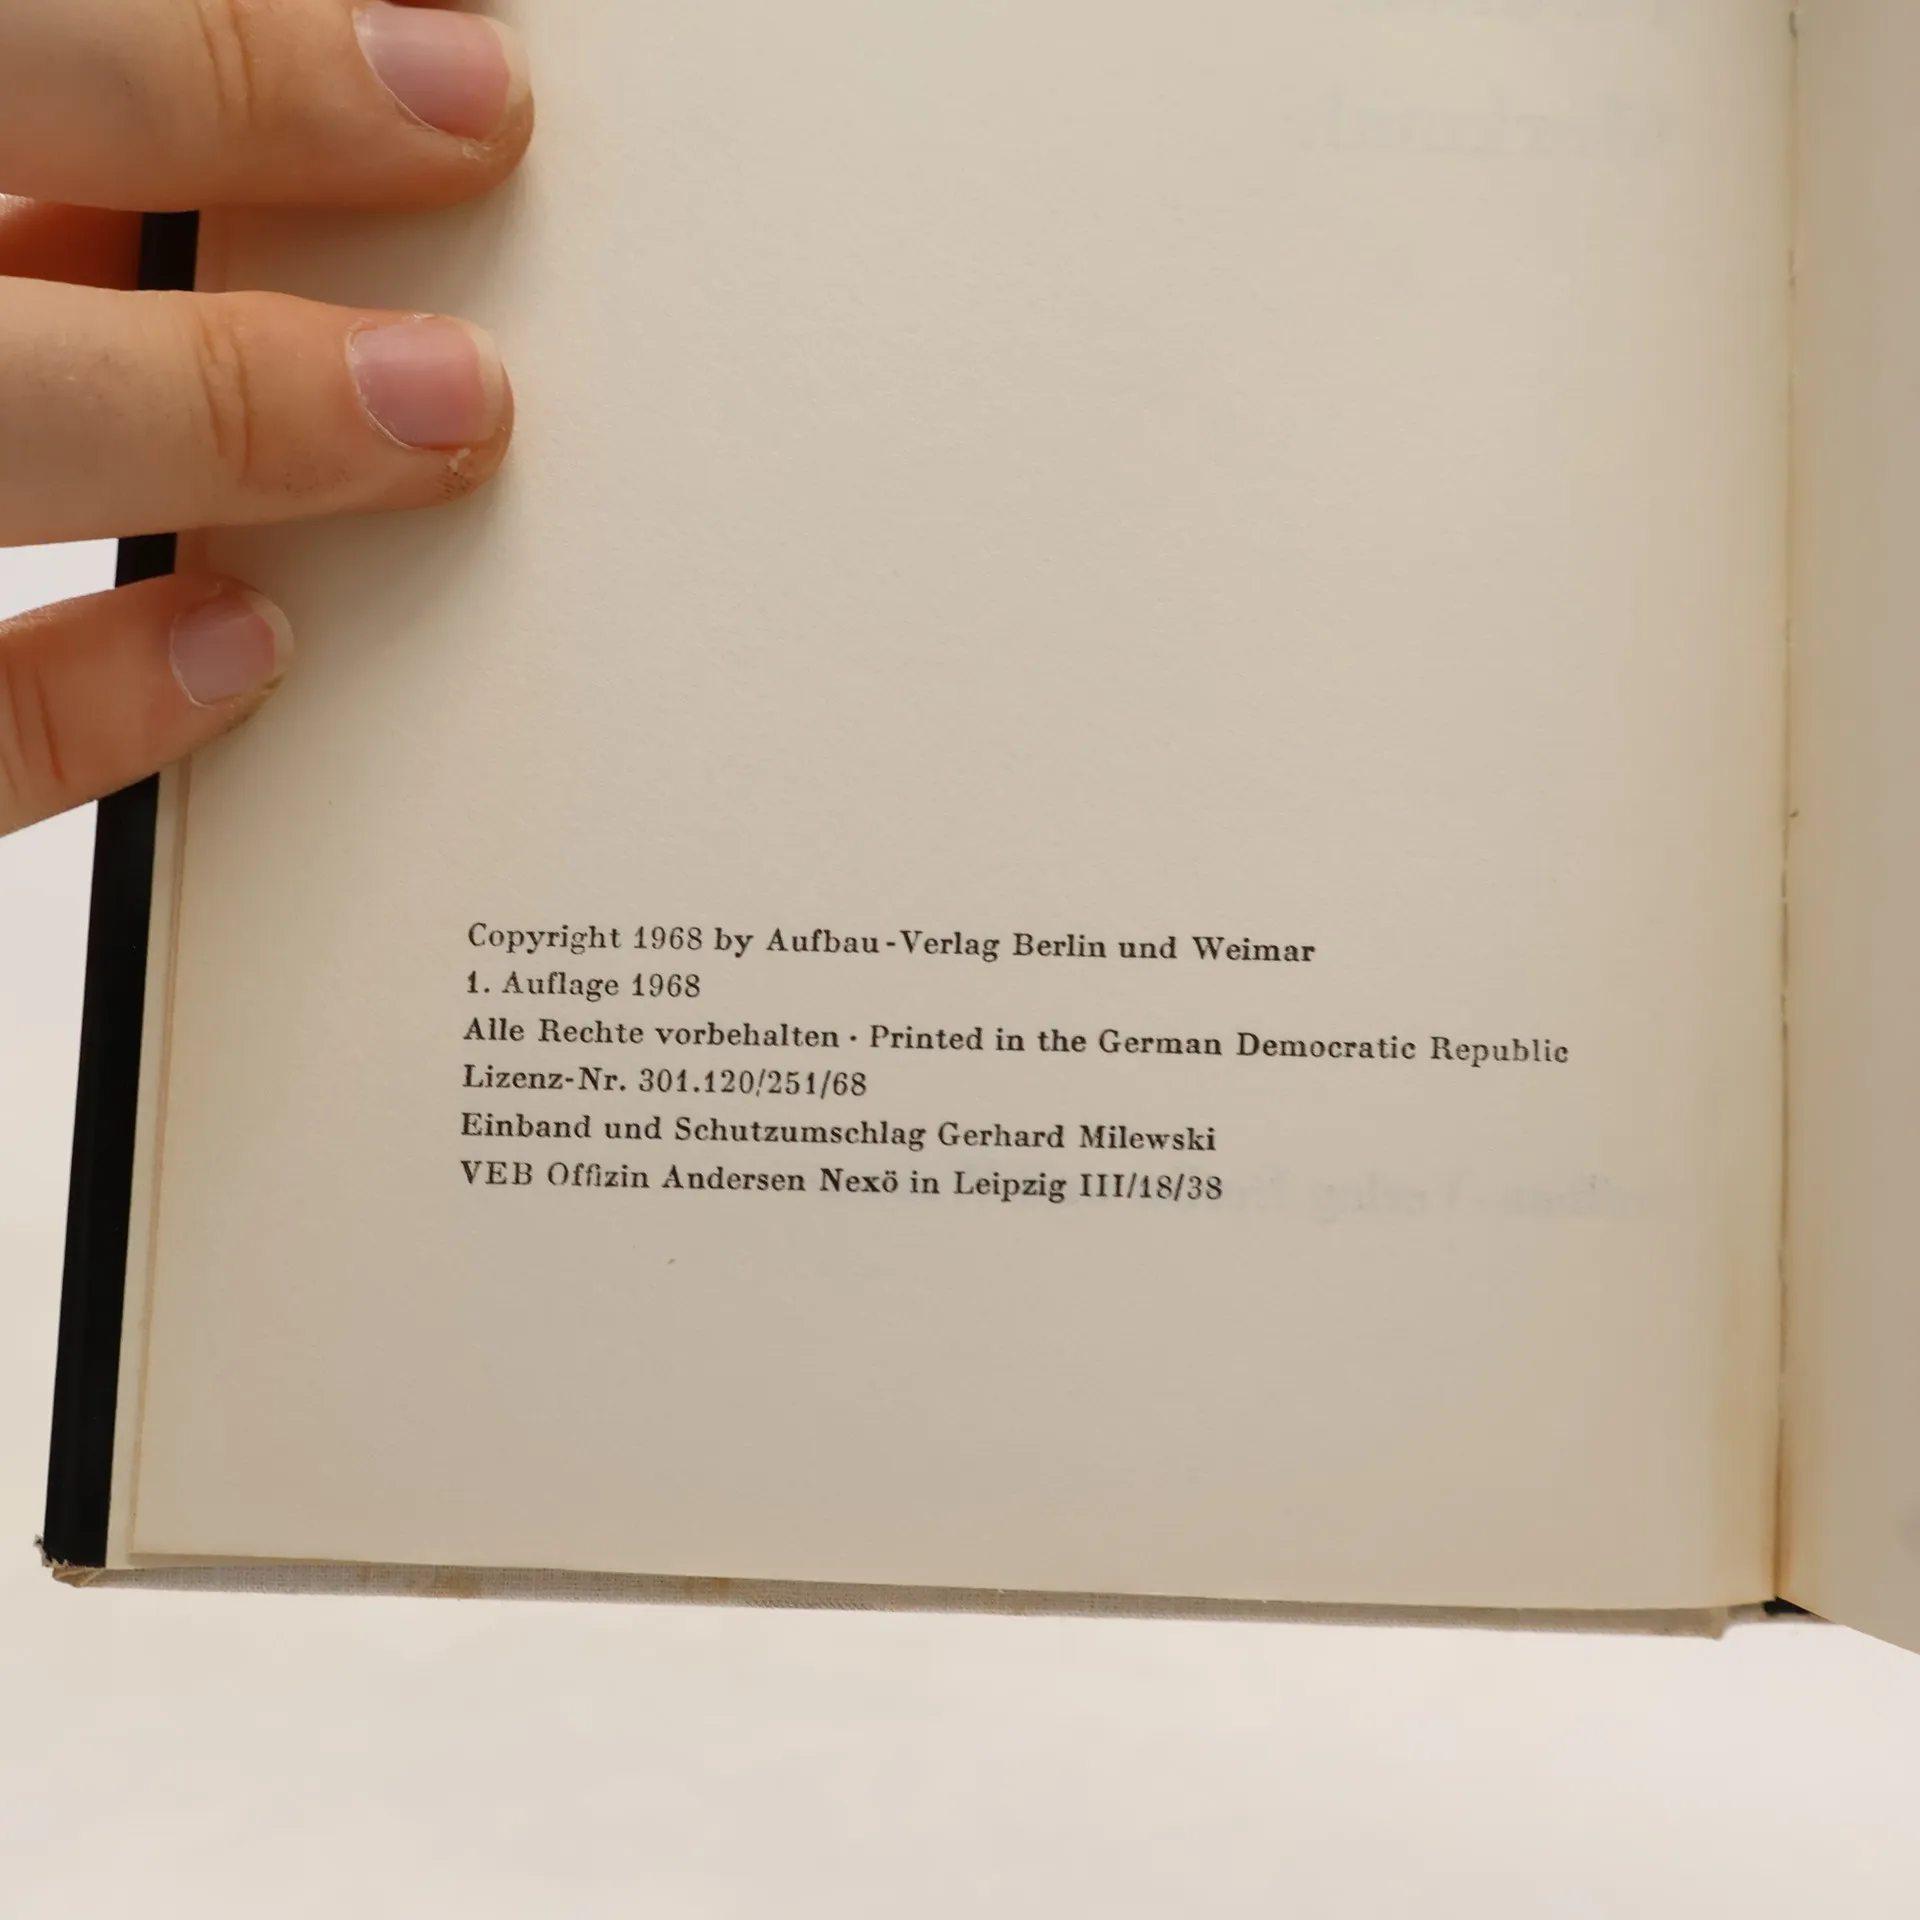 Copyright 1968 by Aufbau-Verlag Berlin und Weimar
1. Auflage 1968
Alle Rechte vorbehalten · Printed in the German Democratic Republic
Lizenz-Nr. 301.120/251/68
Einband und Schutzumschlag Gerhard Milewski
VEB Offizin Andersen Nexö in Leipzig III/18/38